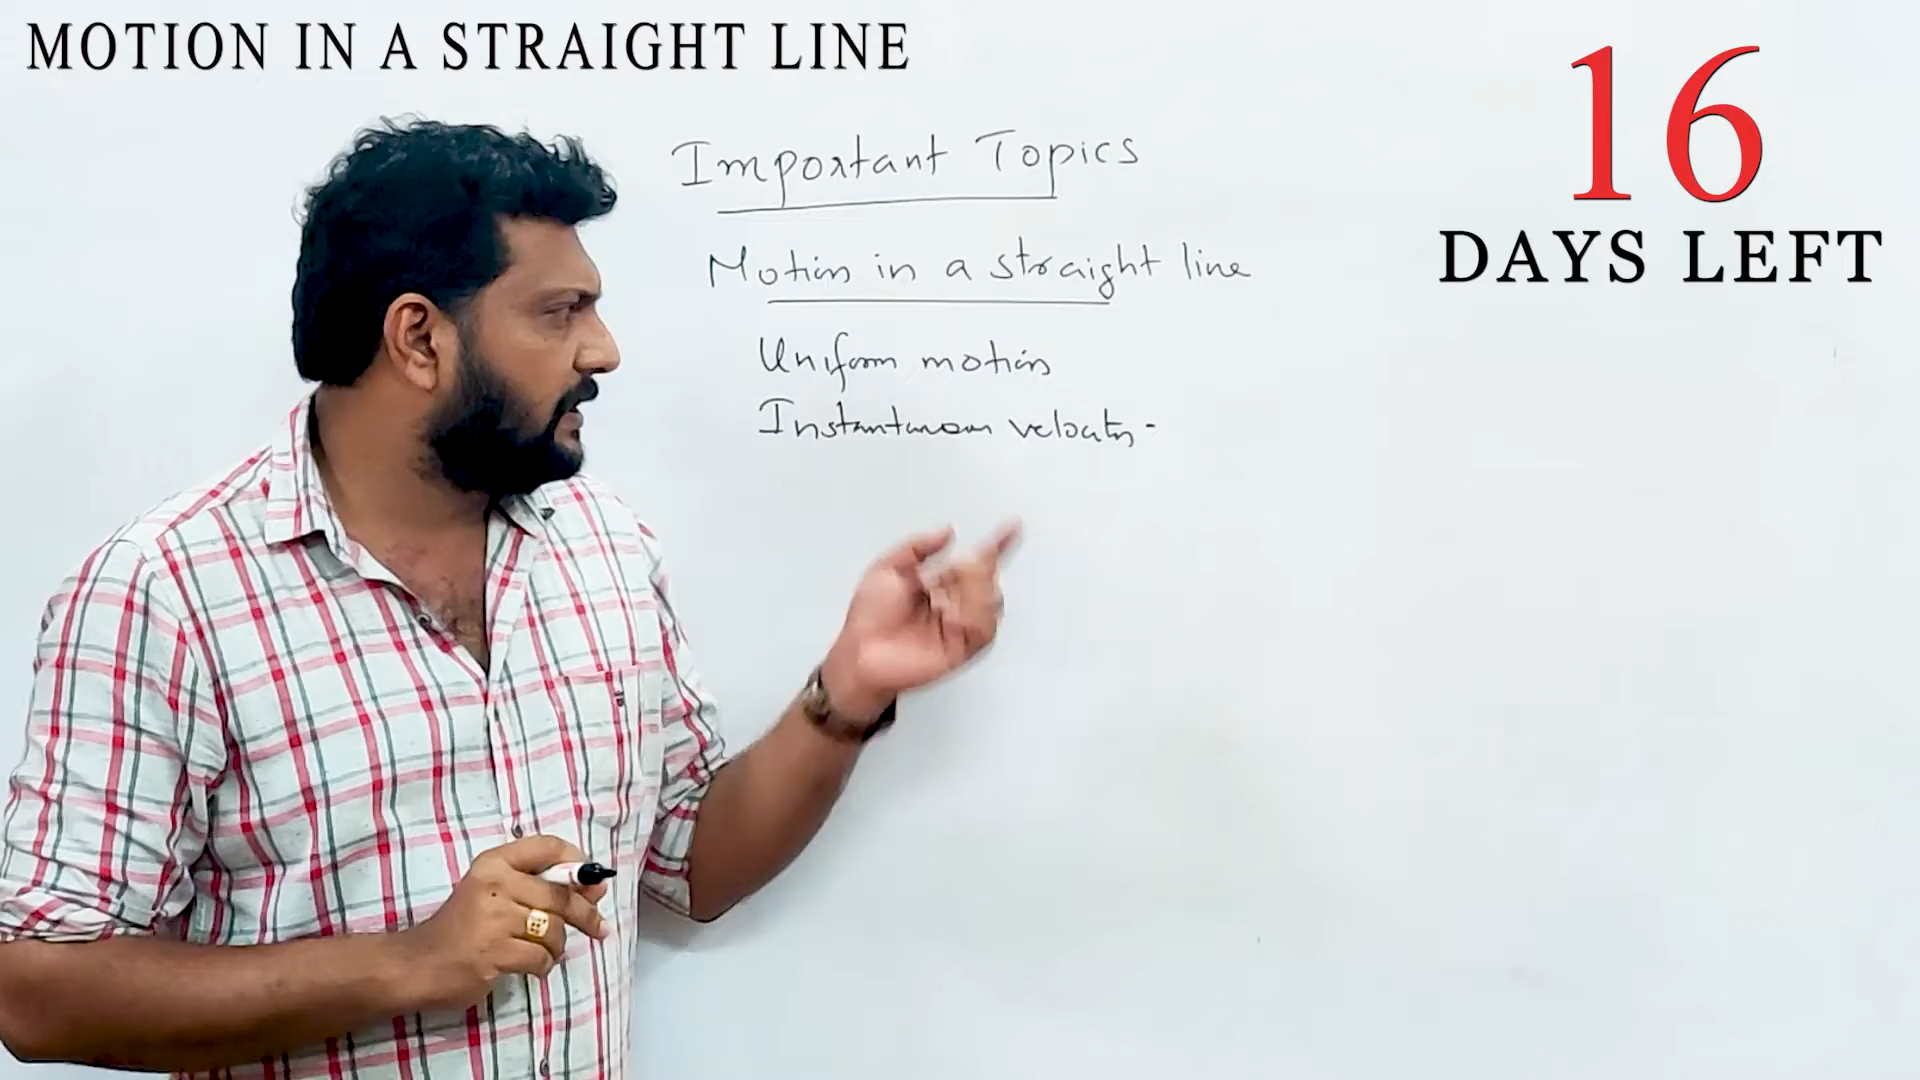 MOTION IN A STRAIGHT LINE
16
DAYS LEFT
Important Topics
Motion in a straight line
Uniform motion
Instantaneous velocity -